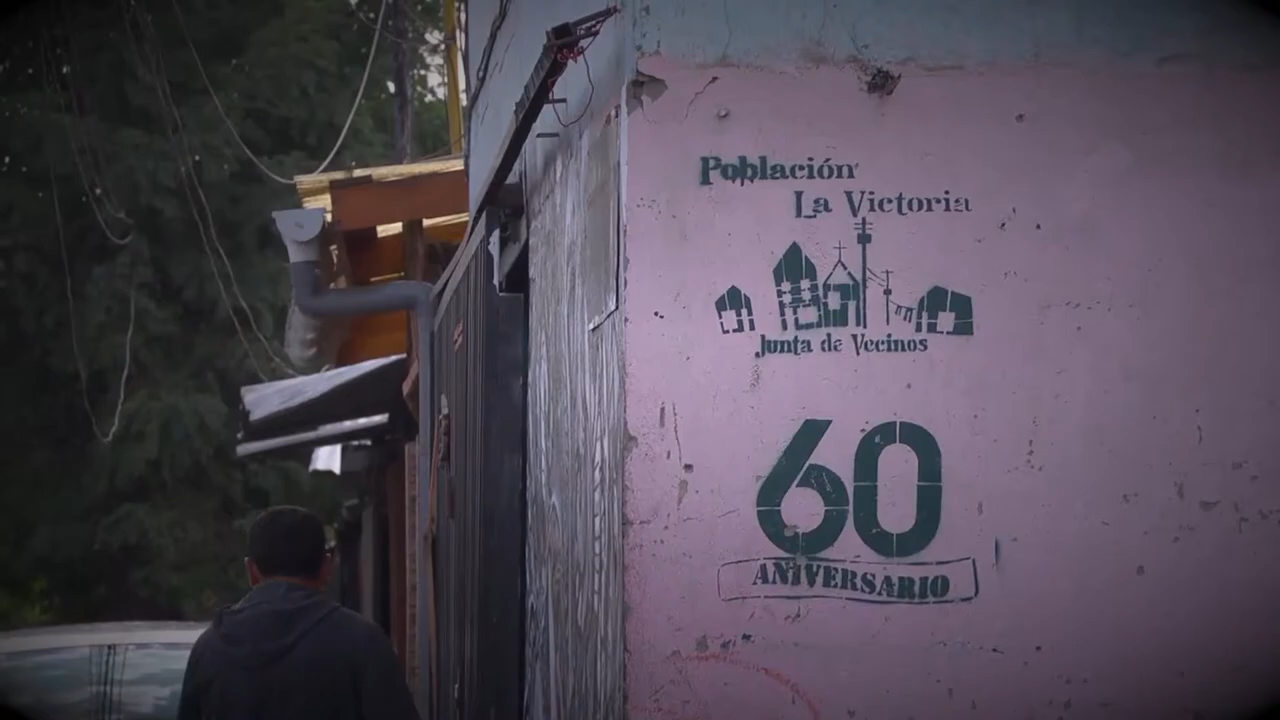 Población
La Victoria
Junta de Vecinos
60
ANIVERSARIO